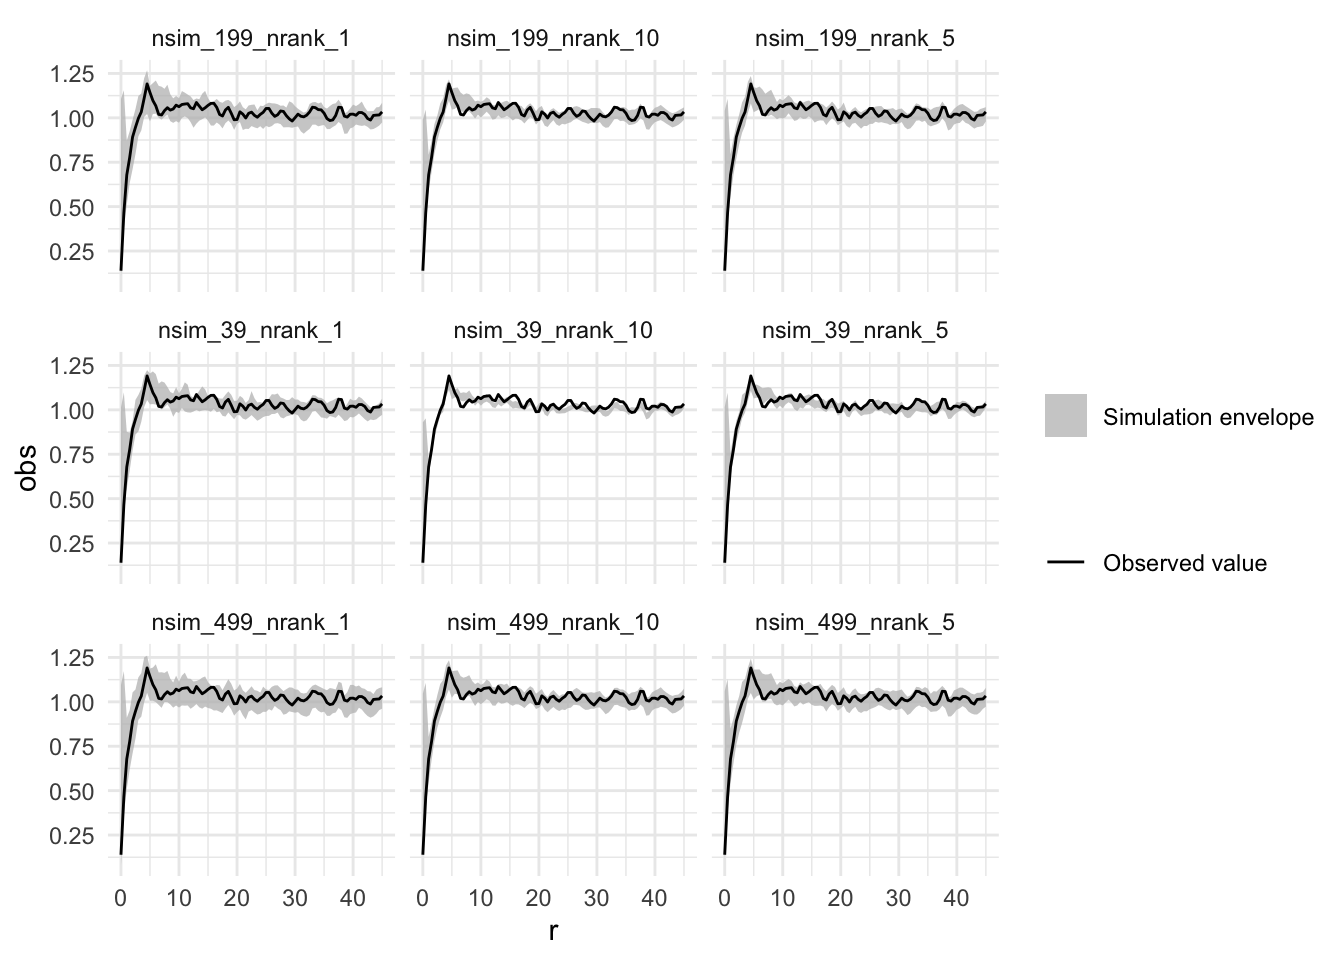 nsim_199_nrank_1
nsim_199_nrank_10
nsim_199_nrank_5
1.25
1.00
0.75
0.50
0.25
nsim_39_nrank_1
nsim_39_nrank_10
nsim_39_nrank_5
1.25
1.00
0.75
0.50
0.25
obs
Simulation envelope
Observed value
nsim_499_nrank_1
nsim_499_nrank_10
nsim_499_nrank_5
1.25
1.00
0.75
0.50
0.25
0 10 20 30 40
0 10 20 30 40
0 10 20 30 40
r